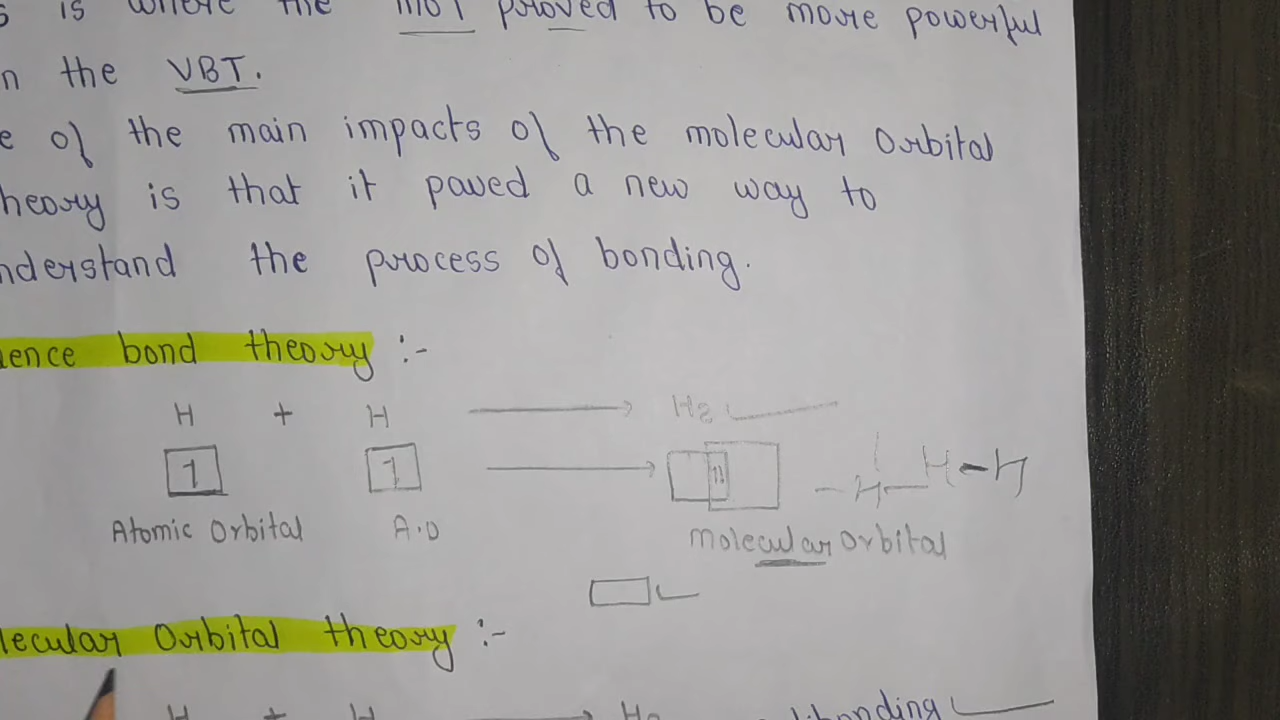 is where the MOT proved to be more powerful
the VBT.
of the main impacts of the molecular Orbital
heory is that it paved a new way to
nderstand the process of bonding.
lence bond theory :-
H + H → H2
1 1 → 11 H H-H
Atomic Orbital A.O molecular Orbital
lecular Orbital theory :-
H + H → bonding